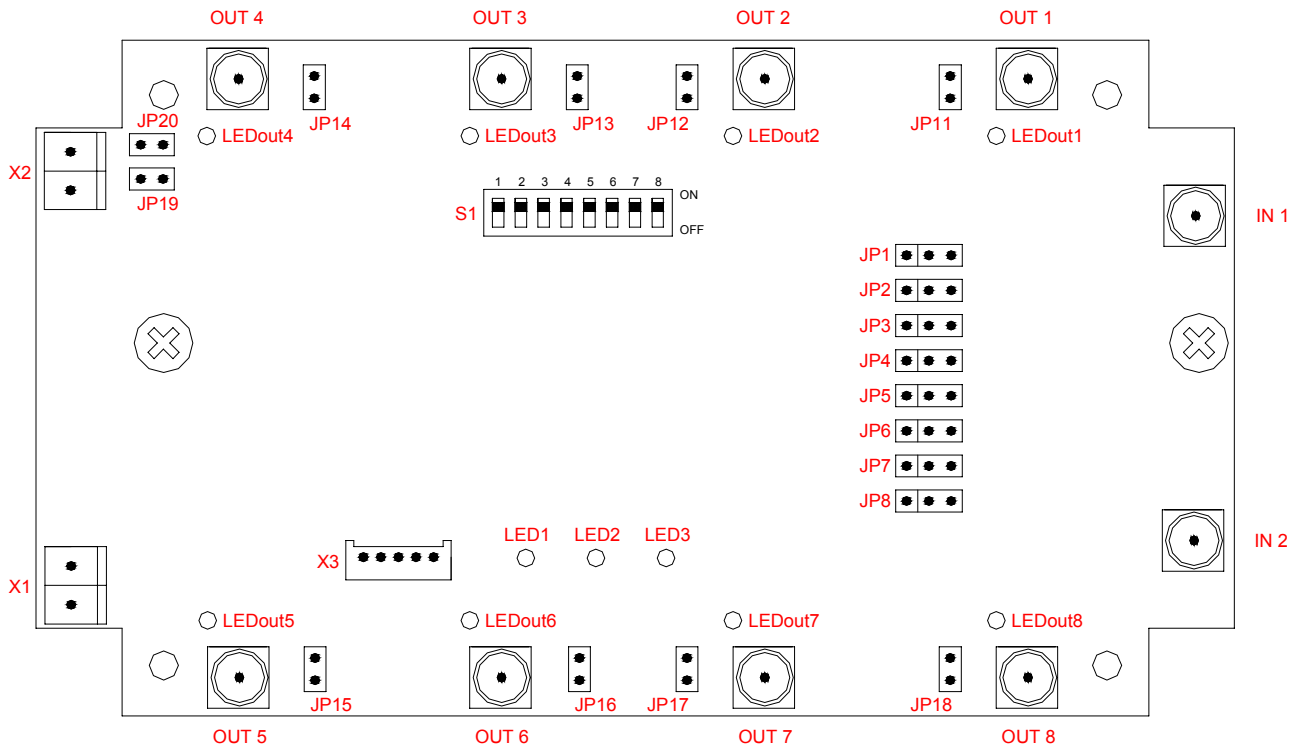 OUT 4 OUT 3 OUT 2 OUT 1
JP20 LEDout4 JP14 LEDout3 JP13 JP12 LEDout2 JP11 LEDout1
X2
JP19
1 2 3 4 5 6 7 8
ON
S1
OFF
IN 1
JP1
JP2
JP3
JP4
JP5
JP6
JP7
JP8
LED1 LED2 LED3
IN 2
X3
X1
LEDout5 LEDout6 LEDout7 LEDout8
JP15 JP16 JP17 JP18
OUT 5 OUT 6 OUT 7 OUT 8